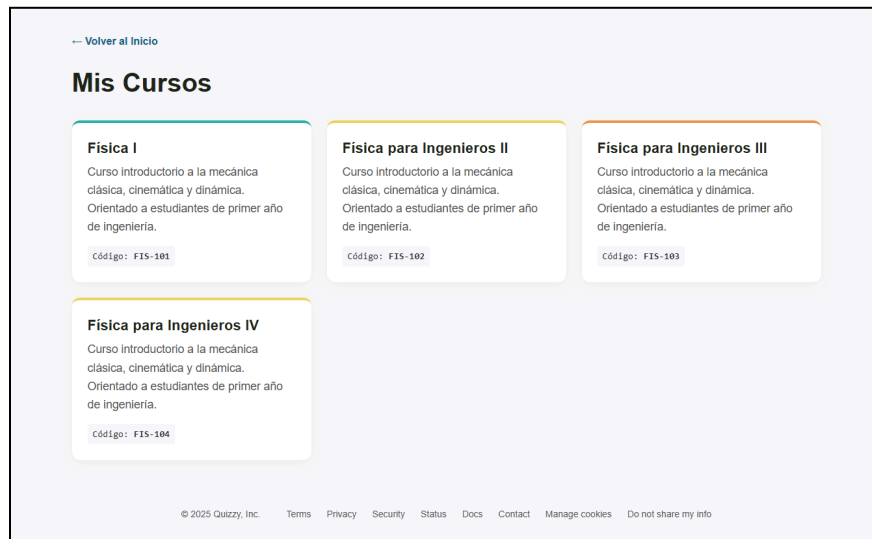 ← Volver al Inicio
Mis Cursos
Física I
Curso introductorio a la mecánica
clásica, cinemática y dinámica.
Orientado a estudiantes de primer año
de ingeniería.
Código: FIS-101
Física para Ingenieros II
Curso introductorio a la mecánica
clásica, cinemática y dinámica.
Orientado a estudiantes de primer año
de ingeniería.
Código: FIS-102
Física para Ingenieros III
Curso introductorio a la mecánica
clásica, cinemática y dinámica.
Orientado a estudiantes de primer año
de ingeniería.
Código: FIS-103
Física para Ingenieros IV
Curso introductorio a la mecánica
clásica, cinemática y dinámica.
Orientado a estudiantes de primer año
de ingeniería.
Código: FIS-104
© 2025 Quizzy, Inc. Terms Privacy Security Status Docs Contact Manage cookies Do not share my info